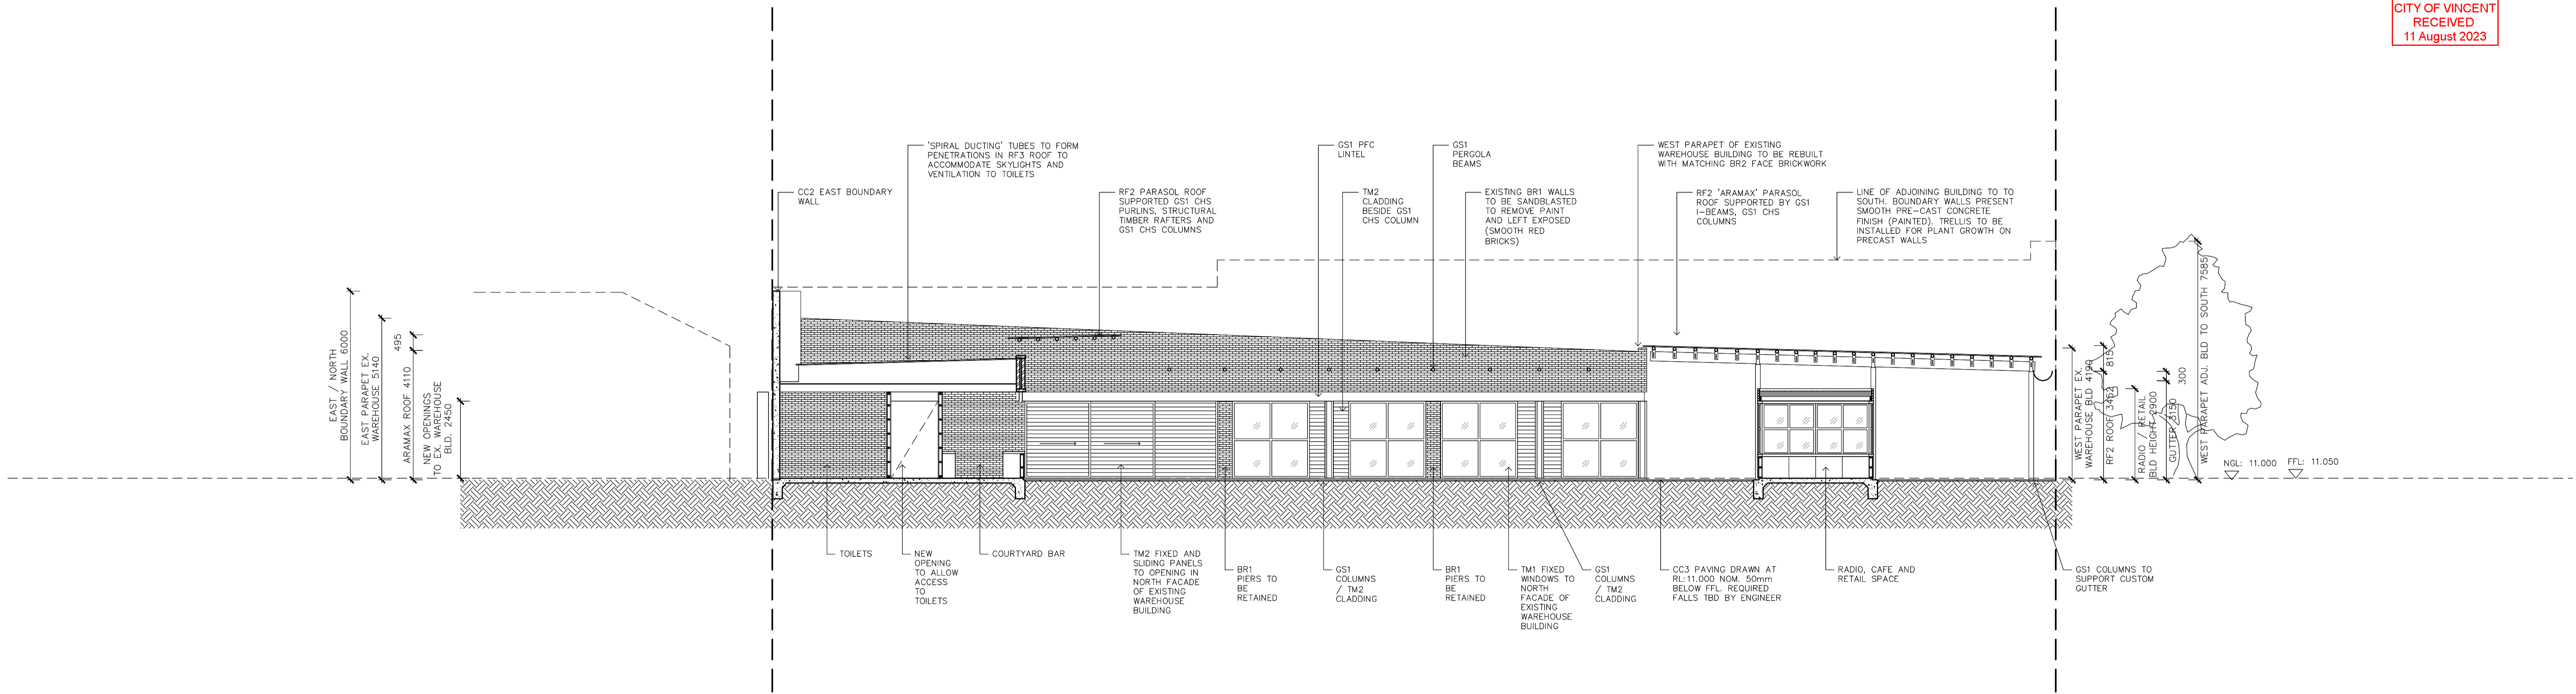 CITY OF VINCENT
RECEIVED
11 August 2023
'SPIRAL DUCTING' TUBES TO FORM
PENETRATIONS IN RF3 ROOF TO
ACCOMMODATE SKYLIGHTS AND
VENTILATION TO TOILETS
GS1 PFC
LINTEL
GS1
PERGOLA
BEAMS
WEST PARAPET OF EXISTING
WAREHOUSE BUILDING TO BE REBUILT
WITH MATCHING BR2 FACE BRICKWORK
CC2 EAST BOUNDARY
WALL
RF2 PARASOL ROOF
SUPPORTED GS1 CHS
PURLINS, STRUCTURAL
TIMBER RAFTERS AND
GS1 CHS COLUMNS
TM2
CLADDING
BESIDE GS1
CHS COLUMN
EXISTING BR1 WALLS
TO BE SANDBLASTED
TO REMOVE PAINT
AND LEFT EXPOSED
(SMOOTH RED
BRICKS)
RF2 'ARAMAX' PARASOL
ROOF SUPPORTED BY GS1
I-BEAMS, GS1 CHS
COLUMNS
LINE OF ADJOINING BUILDING TO TO
SOUTH. BOUNDARY WALLS PRESENT
SMOOTH PRE-CAST CONCRETE
FINISH (PAINTED). TRELLIS TO BE
INSTALLED FOR PLANT GROWTH ON
PRECAST WALLS
EAST / NORTH
BOUNDARY WALL 6000
EAST PARAPET EX.
WAREHOUSE 5140
495
ARAMAX ROOF 4110
NEW OPENINGS
TO EX. WAREHOUSE
BLD. 2450
WEST PARAPET EX.
WAREHOUSE BLD 4190
815
RF2 ROOF 3452
RADIO / RETAIL
BLD HEIGHT 2900
300
GUTTER 3150
WEST PARAPET ADJ. BLD TO SOUTH 7585
NGL: 11.000
FFL: 11.050
TOILETS
NEW
OPENING
TO ALLOW
ACCESS
TO
TOILETS
COURTYARD BAR
TM2 FIXED AND
SLIDING PANELS
TO OPENING IN
NORTH FACADE
OF EXISTING
WAREHOUSE
BUILDING
BR1
PIERS TO
BE
RETAINED
GS1
COLUMNS
/ TM2
CLADDING
BR1
PIERS TO
BE
RETAINED
TM1 FIXED
WINDOWS TO
NORTH
FACADE OF
EXISTING
WAREHOUSE
BUILDING
GS1
COLUMNS
/ TM2
CLADDING
CC3 PAVING DRAWN AT
RL:11.000 NOM. 50mm
BELOW FFL. REQUIRED
FALLS TBD BY ENGINEER
RADIO, CAFE AND
RETAIL SPACE
GS1 COLUMNS TO
SUPPORT CUSTOM
GUTTER